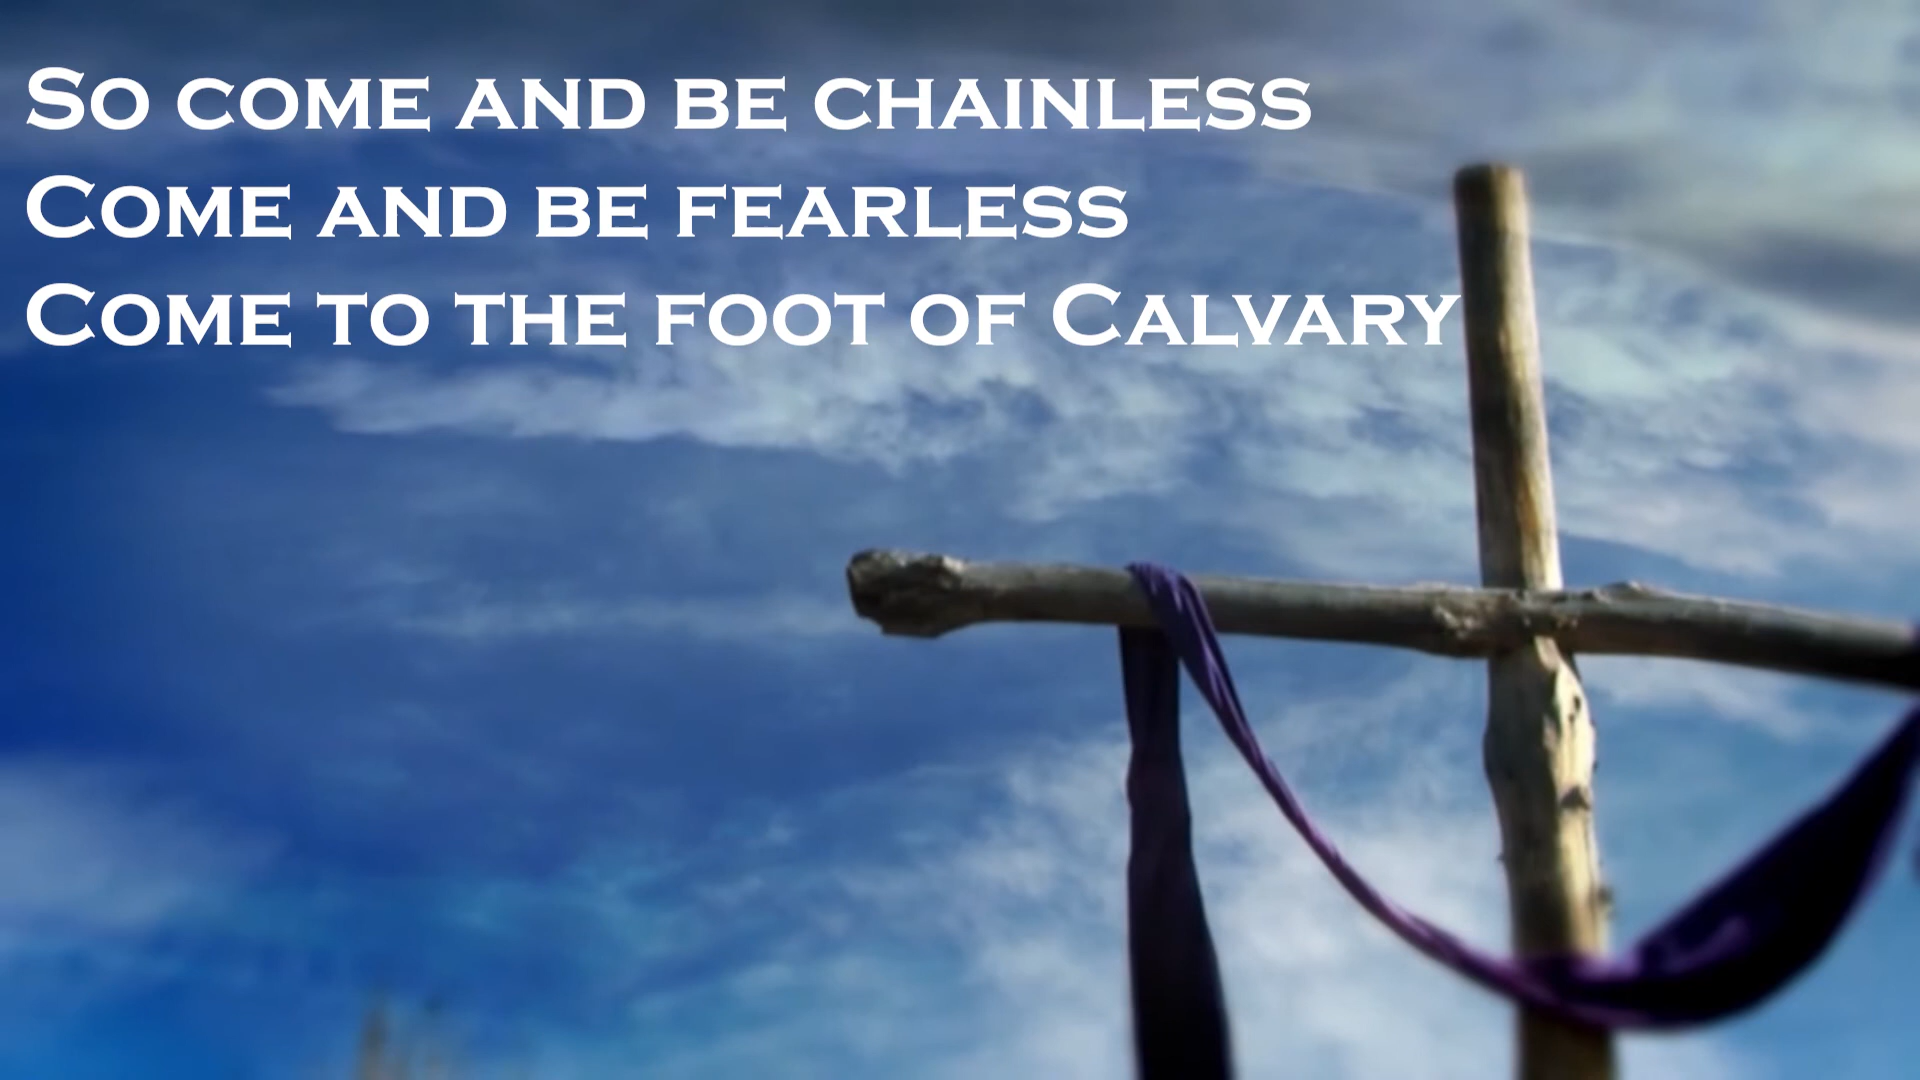 So come and be chainless
Come and be fearless
Come to the foot of Calvary